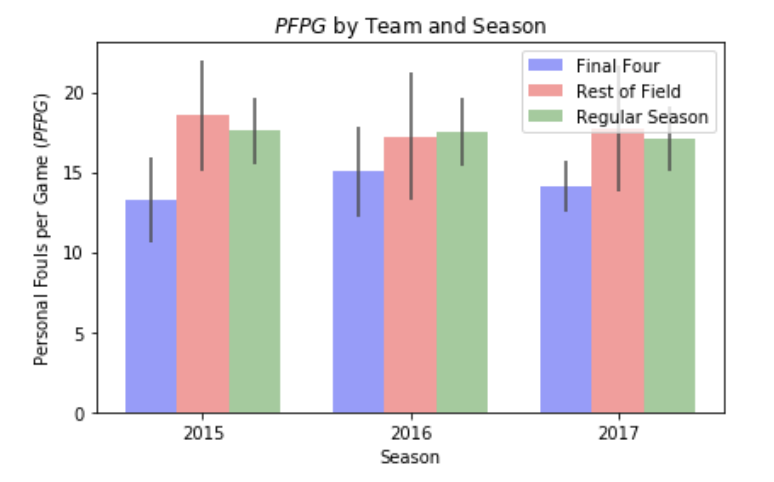 PFPG by Team and Season
Final Four
Rest of Field
Regular Season
Personal Fouls per Game (PFPG)
20
15
10
5
0
2015 2016 2017
Season